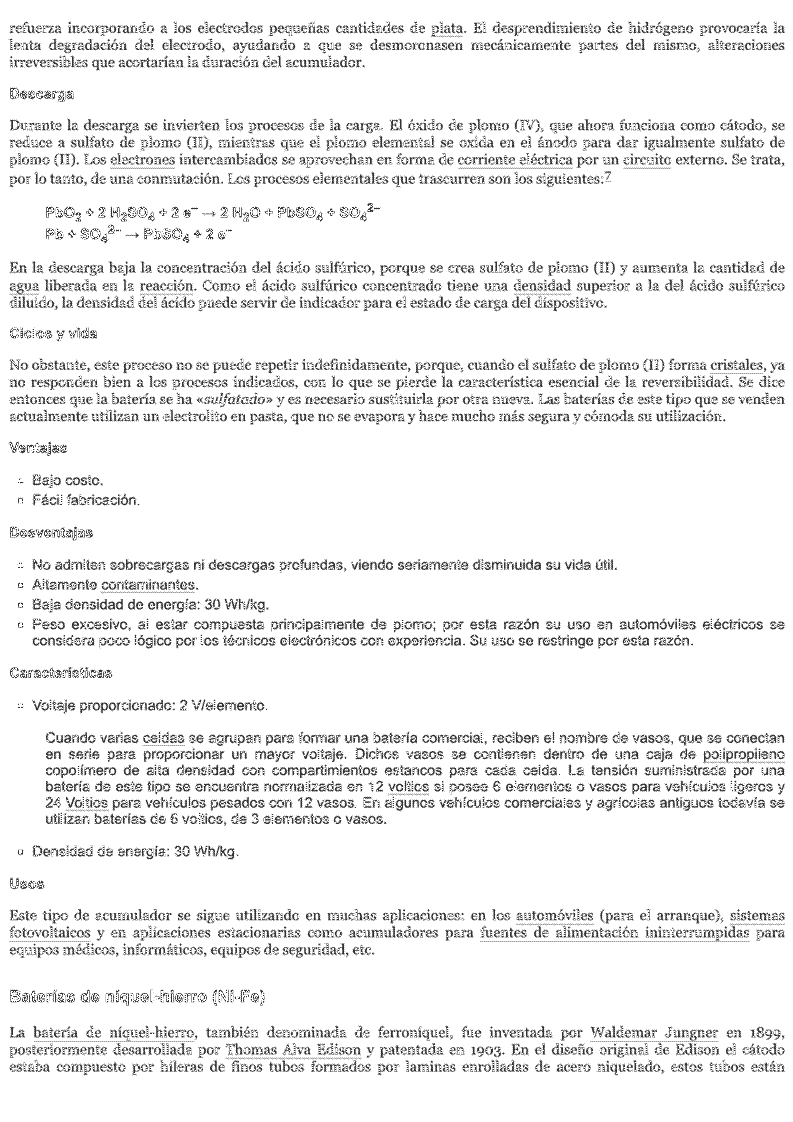 refuerza incorporando a los electrodos pequeñas cantidades de plata. El desprendimiento de hidrógeno provocaría la
lenta degradación del electrodo, ayudando a que se desmoronasen mecánicamente partes del mismo, alteraciones
irreversibles que acortarían la duración del acumulador.
Descarga
Durante la descarga se invierten los procesos de la carga. El óxido de plomo (IV), que ahora funciona como cátodo, se
reduce a sulfato de plomo (II), mientras que el plomo elemental se oxida en el ánodo para dar igualmente sulfato de
plomo (II). Los electrones intercambiados se aprovechan en forma de corriente eléctrica por un circuito externo. Se trata,
por lo tanto, de una conmutación. Los procesos elementales que trascurren son los siguientes:⁷
PbO₂ + 2 H₂SO₄ + 2 e⁻ → 2 H₂O + PbSO₄ + SO₄²⁻
Pb + SO₄²⁻ → PbSO₄ + 2 e⁻
En la descarga baja la concentración del ácido sulfúrico, porque se crea sulfato de plomo (II) y aumenta la cantidad de
agua liberada en la reacción. Como el ácido sulfúrico concentrado tiene una densidad superior a la del ácido sulfúrico
diluido, la densidad del ácido puede servir de indicador para el estado de carga del dispositivo.
Ciclos y vida
No obstante, este proceso no se puede repetir indefinidamente, porque, cuando el sulfato de plomo (II) forma cristales, ya
no responden bien a los procesos indicados, con lo que se pierde la característica esencial de la reversibilidad. Se dice
entonces que la batería se ha «sulfatado» y es necesario sustituirla por otra nueva. Las baterías de este tipo que se venden
actualmente utilizan un electrolito en pasta, que no se evapora y hace mucho más segura y cómoda su utilización.
Ventajas
▫ Bajo costo.
▫ Fácil fabricación.
Desventajas
▫ No admiten sobrecargas ni descargas profundas, viendo seriamente disminuida su vida útil.
▫ Altamente contaminantes.
▫ Baja densidad de energía: 30 Wh/kg.
▫ Peso excesivo, al estar compuesta principalmente de plomo; por esta razón su uso en automóviles eléctricos se
considera poco lógico por los técnicos electrónicos con experiencia. Su uso se restringe por esta razón.
Características
▫ Voltaje proporcionado: 2 V/elemento.
Cuando varias celdas se agrupan para formar una batería comercial, reciben el nombre de vasos, que se conectan
en serie para proporcionar un mayor voltaje. Dichos vasos se contienen dentro de una caja de polipropileno
copolímero de alta densidad con compartimientos estancos para cada celda. La tensión suministrada por una
batería de este tipo se encuentra normalizada en 12 voltios si posee 6 elementos o vasos para vehículos ligeros y
24 Voltios para vehículos pesados con 12 vasos. En algunos vehículos comerciales y agrícolas antiguos todavía se
utilizan baterías de 6 voltios, de 3 elementos o vasos.
▫ Densidad de energía: 30 Wh/kg.
Usos
Este tipo de acumulador se sigue utilizando en muchas aplicaciones: en los automóviles (para el arranque), sistemas
fotovoltaicos y en aplicaciones estacionarias como acumuladores para fuentes de alimentación ininterrumpidas para
equipos médicos, informáticos, equipos de seguridad, etc.
Baterías de níquel-hierro (Ni-Fe)
La batería de níquel-hierro, también denominada de ferroníquel, fue inventada por Waldemar Jungner en 1899,
posteriormente desarrollada por Thomas Alva Edison y patentada en 1903. En el diseño original de Edison el cátodo
estaba compuesto por hileras de finos tubos formados por laminas enrolladas de acero niquelado, estos tubos están